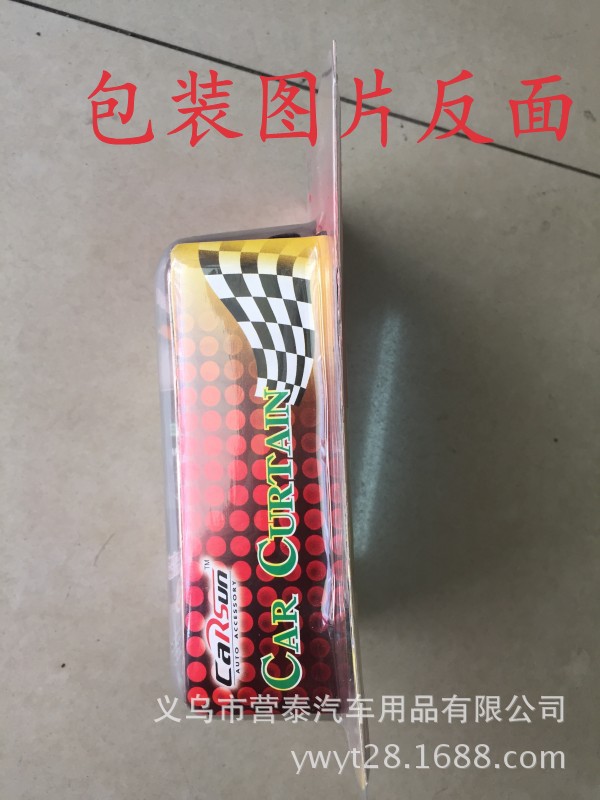 包装图片反面
CaRSun™
AUTO ACCESSORY
CAR CURTAIN
义乌市营泰汽车用品有限公司
ywyt28.1688.com